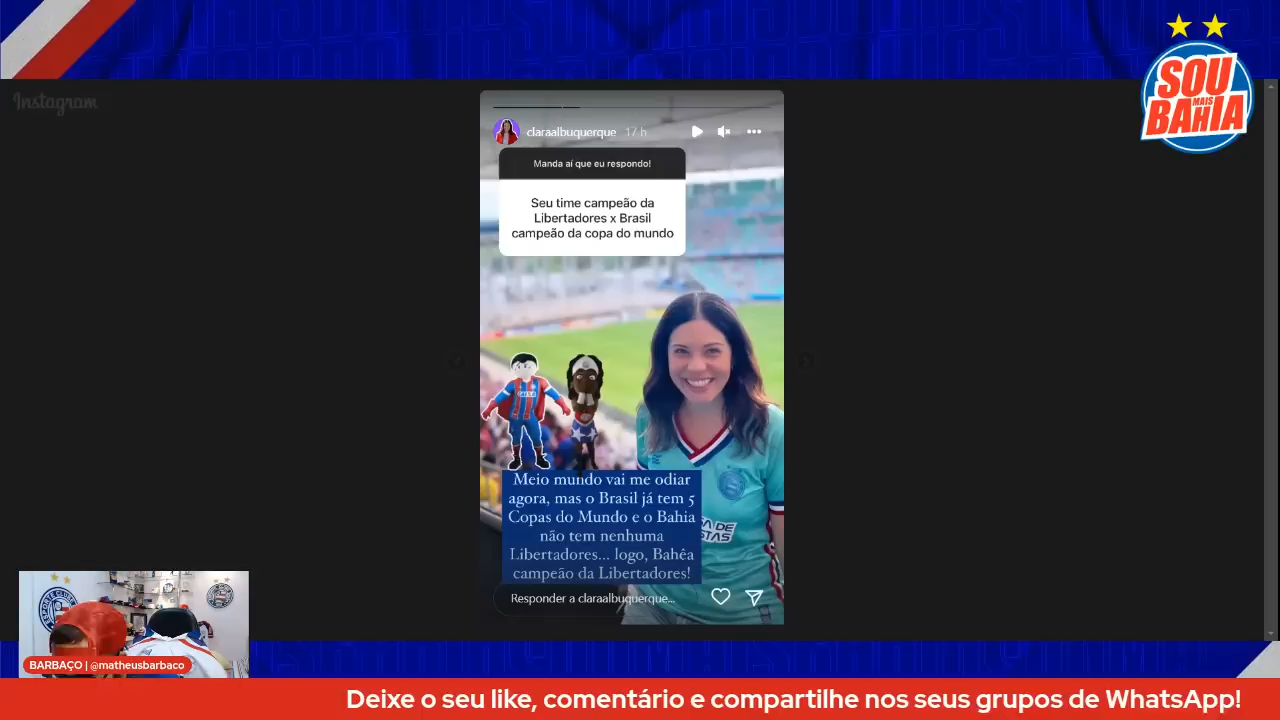 Instagram
SOU
MAIS
BAHIA
claraalbuquerque 17 h
Manda aí que eu respondo!
Seu time campeão da
Libertadores x Brasil
campeão da copa do mundo
Meio mundo vai me odiar
agora, mas o Brasil já tem 5
Copas do Mundo e o Bahia
não tem nenhuma
Libertadores... logo, Bahêa
campeão da Libertadores!
Responder a claraalbuquerque...
BARBAÇO | @matheusbarbaco
Deixe o seu like, comentário e compartilhe nos seus grupos de WhatsApp!